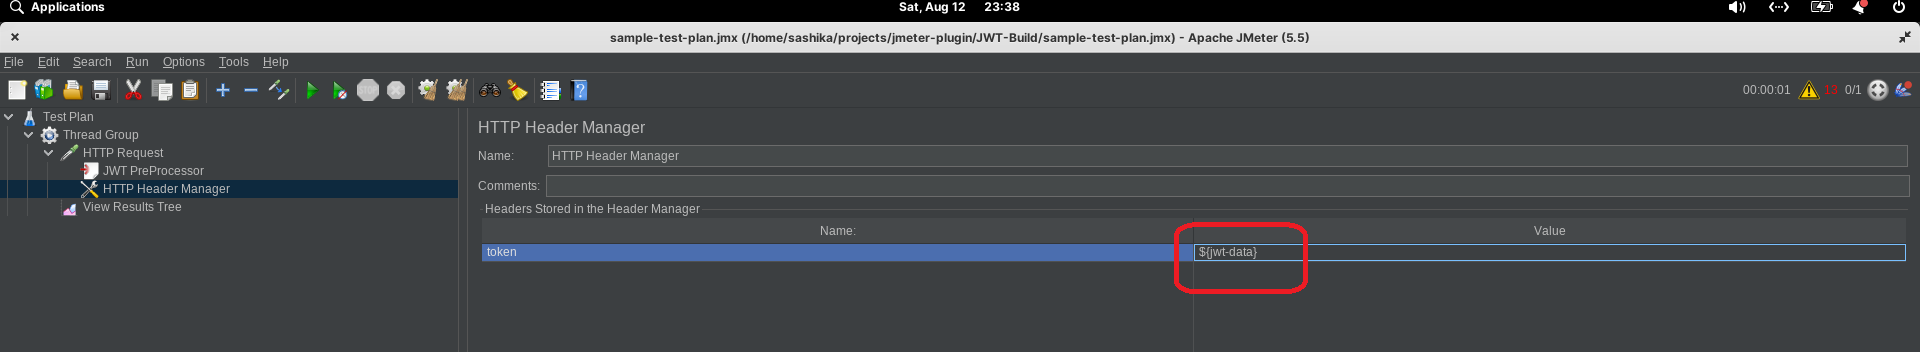 Applications
Sat, Aug 12 23:38
sample-test-plan.jmx (/home/sashika/projects/jmeter-plugin/JWT-Build/sample-test-plan.jmx) - Apache JMeter (5.5)
File Edit Search Run Options Tools Help
STOP
00:00:01 13 0/1
Test Plan
Thread Group
HTTP Request
JWT PreProcessor
HTTP Header Manager
View Results Tree
HTTP Header Manager
Name: HTTP Header Manager
Comments:
Headers Stored in the Header Manager
Name: Value
token ${jwt-data}